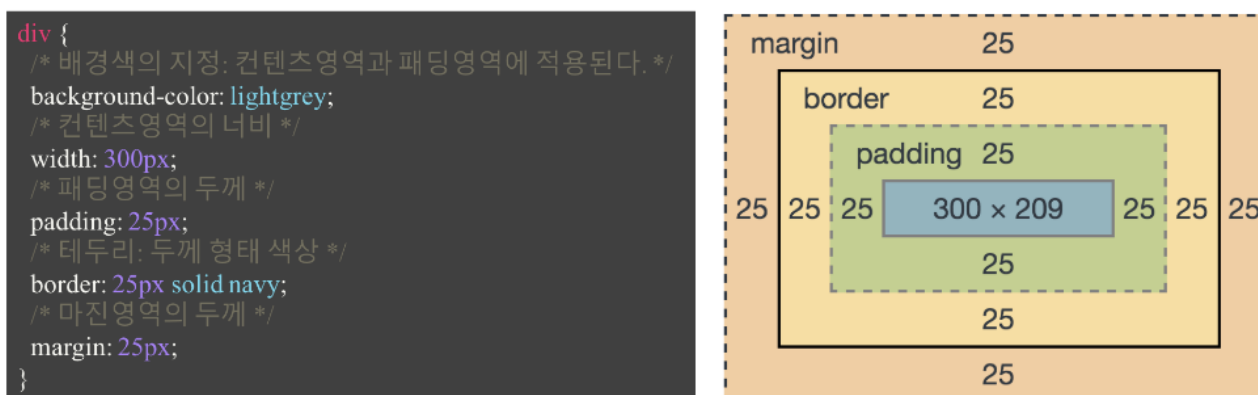 div {
/* 배경색의 지정: 컨텐츠영역과 패딩영역에 적용된다. */
background-color: lightgrey;
/* 컨텐츠영역의 너비 */
width: 300px;
/* 패딩영역의 두께 */
padding: 25px;
/* 테두리: 두께 형태 색상 */
border: 25px solid navy;
/* 마진영역의 두께 */
margin: 25px;
}
margin 25
border 25
padding 25
25 25 25 300 × 209 25 25 25
25
25
25